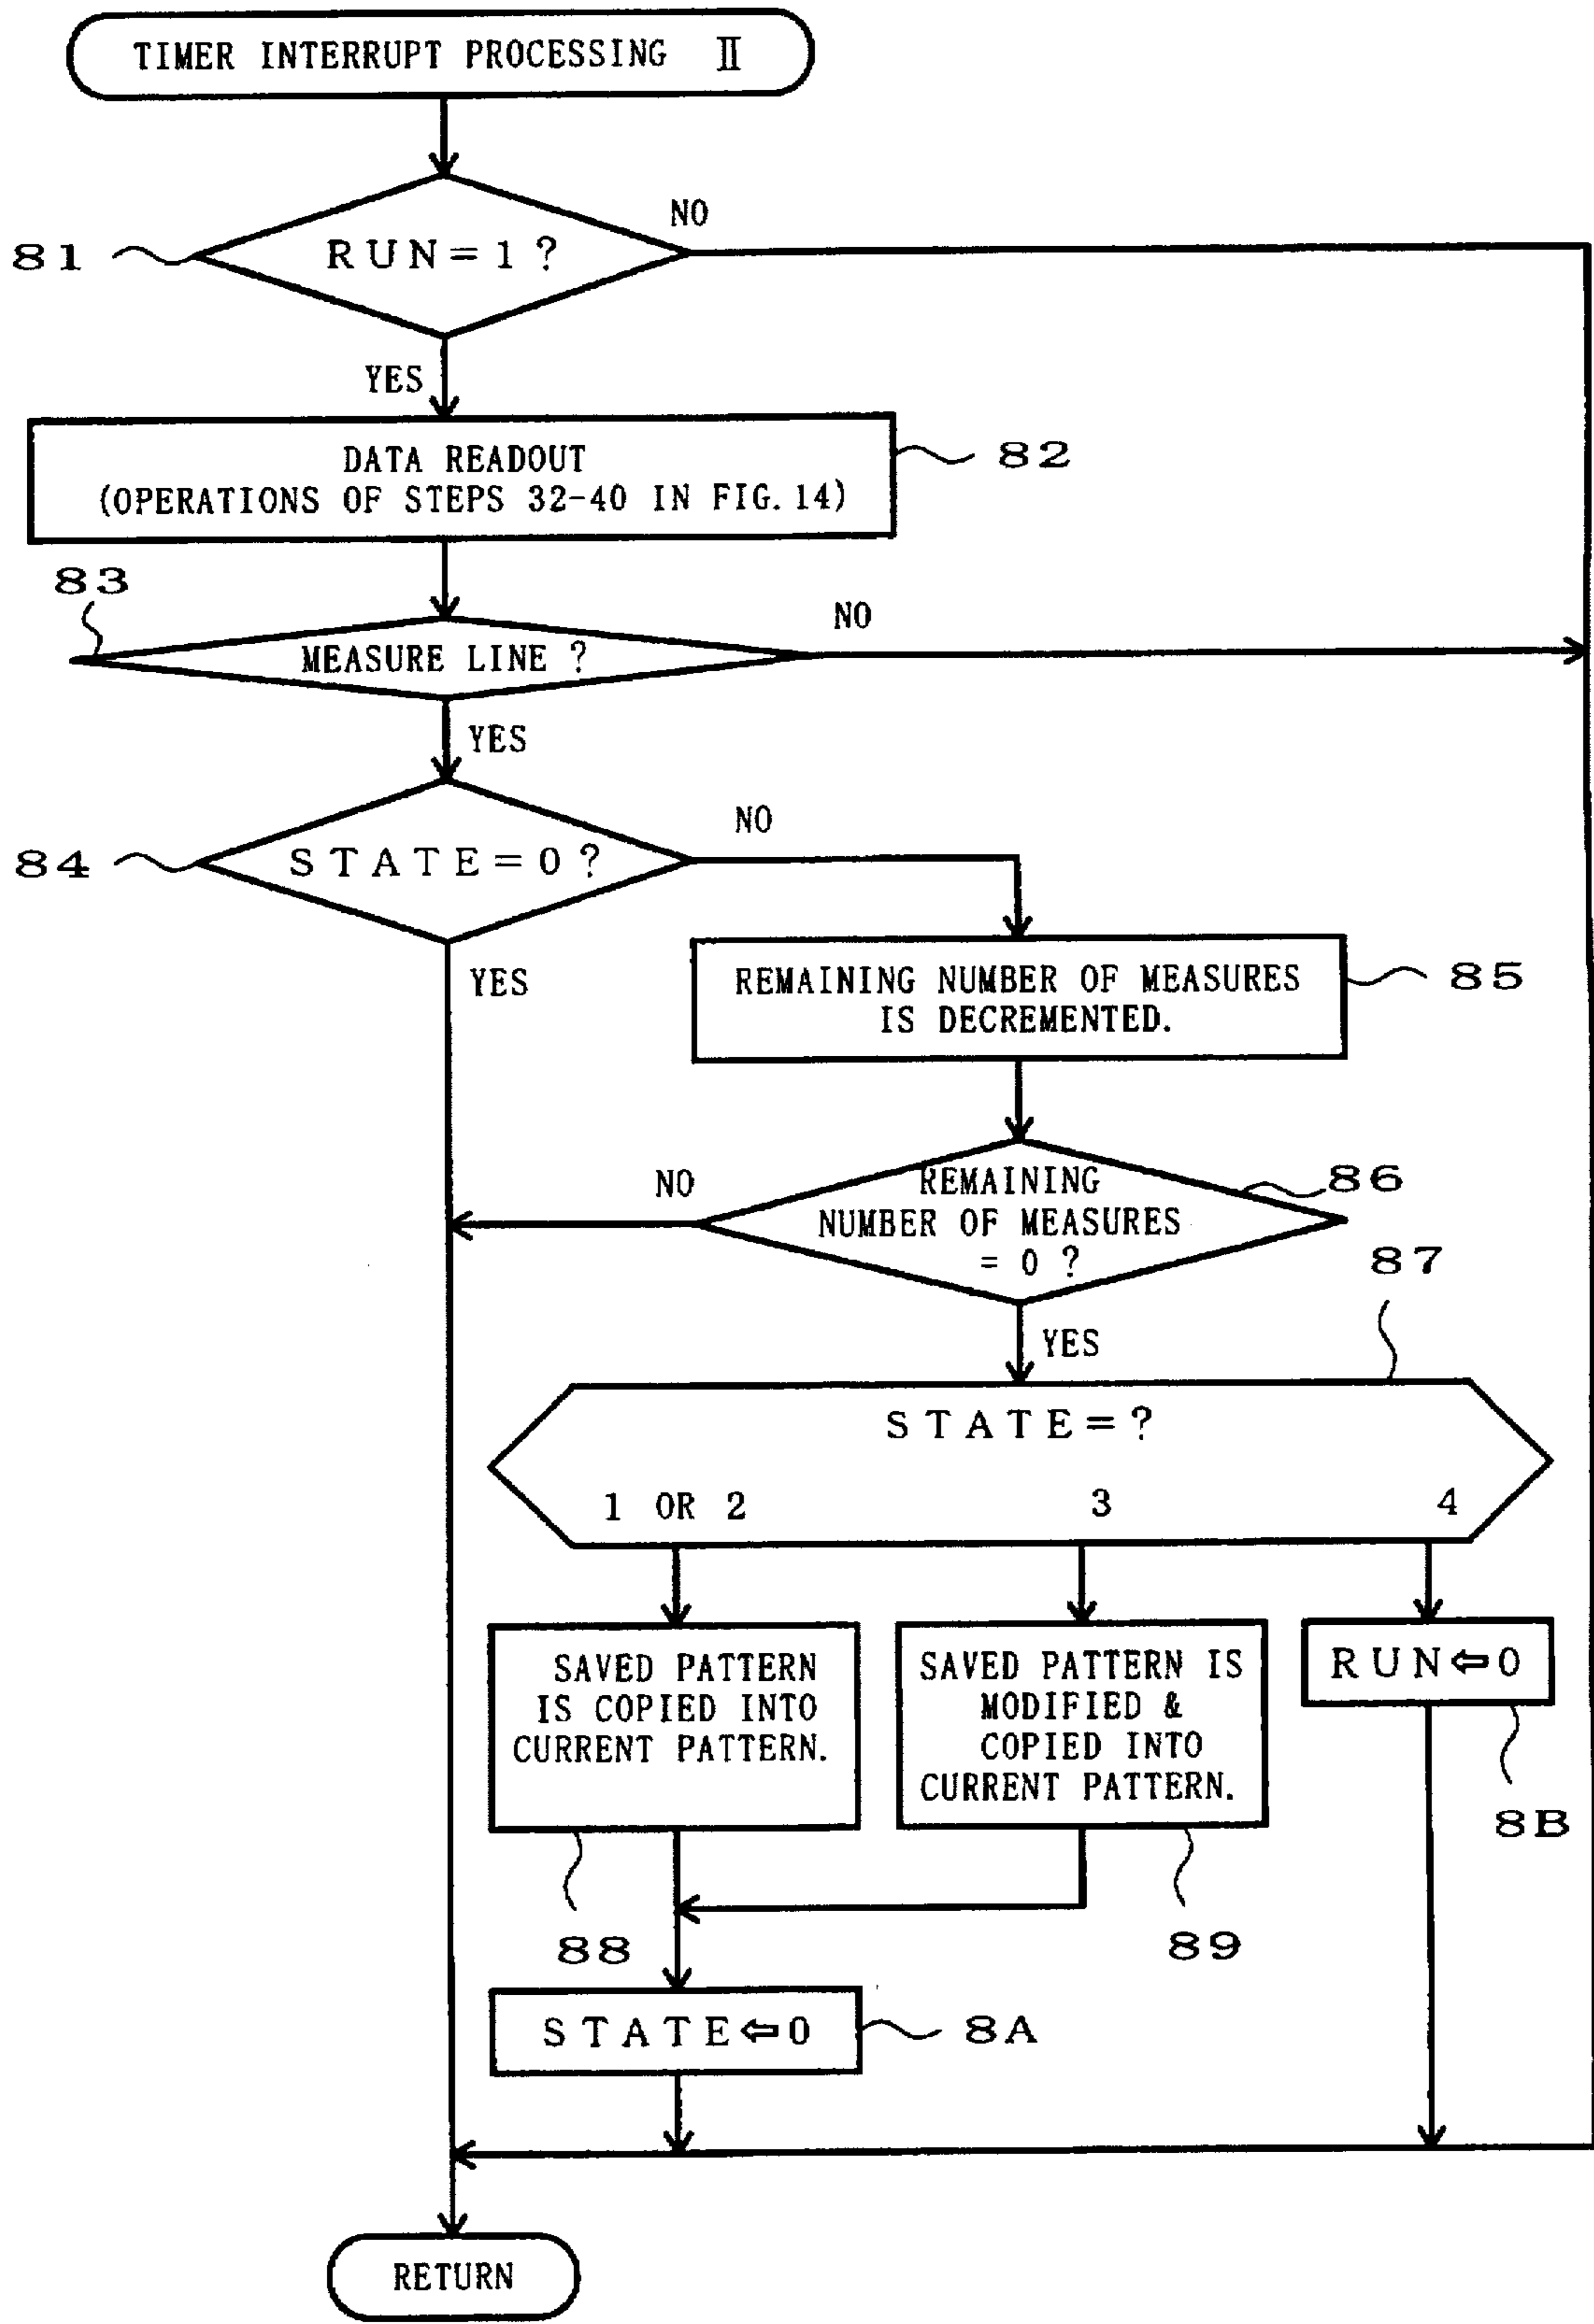 TIMER INTERRUPT PROCESSING II
NO
81
RUN=1?
YES
DATA READOUT
(OPERATIONS OF STEPS 32-40 IN FIG. 14)
82
83
NO
MEASURE LINE ?
YES
NO
84
STATE=0?
YES
REMAINING NUMBER OF MEASURES
IS DECREMENTED.
85
NO
REMAINING
NUMBER OF MEASURES
= 0 ?
86
87
YES
STATE=?
1 OR 2
3
4
SAVED PATTERN
IS COPIED INTO
CURRENT PATTERN.
SAVED PATTERN IS
MODIFIED &
COPIED INTO
CURRENT PATTERN.
RUN⇐0
8B
88
89
STATE⇐0
8A
RETURN